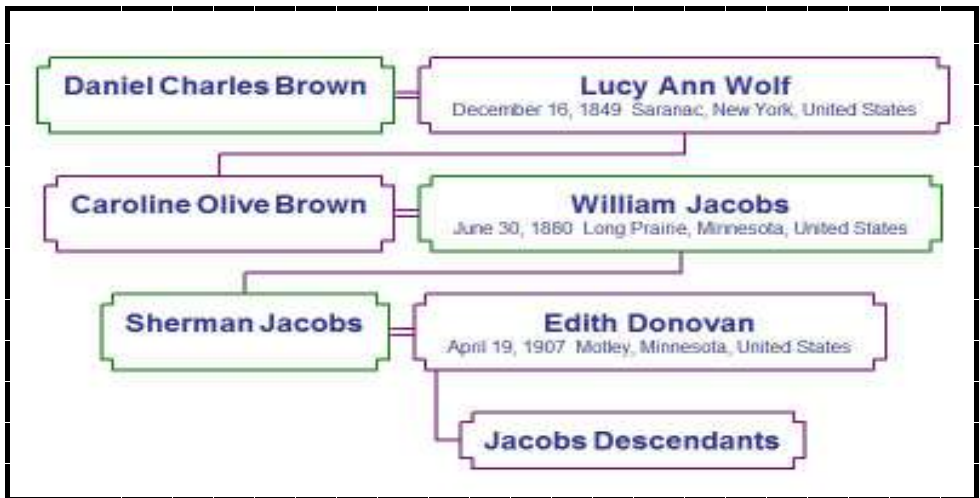 Daniel Charles Brown
Lucy Ann Wolf
December 16, 1849 Saranac, New York, United States
Caroline Olive Brown
William Jacobs
June 30, 1880 Long Prairie, Minnesota, United States
Sherman Jacobs
Edith Donovan
April 19, 1907 Motley, Minnesota, United States
Jacobs Descendants